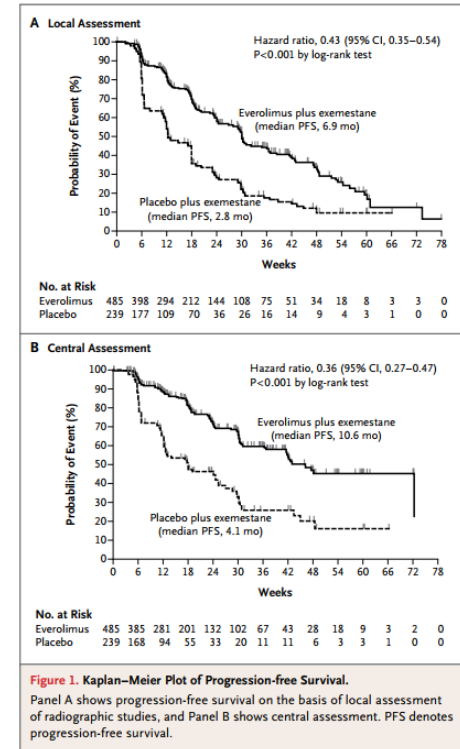 A Local Assessment
Hazard ratio, 0.43 (95% CI, 0.35–0.54)
P<0.001 by log-rank test
Probability of Event (%)
100
90
80
70
60
50
40
30
20
10
0
Everolimus plus exemestane
(median PFS, 6.9 mo)
Placebo plus exemestane
(median PFS, 2.8 mo)
0 6 12 18 24 30 36 42 48 54 60 66 72 78
Weeks
No. at Risk
Everolimus 485 398 294 212 144 108 75 51 34 18 8 3 3 0
Placebo 239 177 109 70 36 26 16 14 9 4 3 1 0 0
B Central Assessment
Hazard ratio, 0.36 (95% CI, 0.27–0.47)
P<0.001 by log-rank test
Probability of Event (%)
100
90
80
70
60
50
40
30
20
10
0
Everolimus plus exemestane
(median PFS, 10.6 mo)
Placebo plus exemestane
(median PFS, 4.1 mo)
0 6 12 18 24 30 36 42 48 54 60 66 72 78
Weeks
No. at Risk
Everolimus 485 385 281 201 132 102 67 43 28 18 9 3 2 0
Placebo 239 168 94 55 33 20 11 11 6 3 3 1 0 0
Figure 1. Kaplan–Meier Plot of Progression-free Survival.
Panel A shows progression-free survival on the basis of local assessment
of radiographic studies, and Panel B shows central assessment. PFS denotes
progression-free survival.